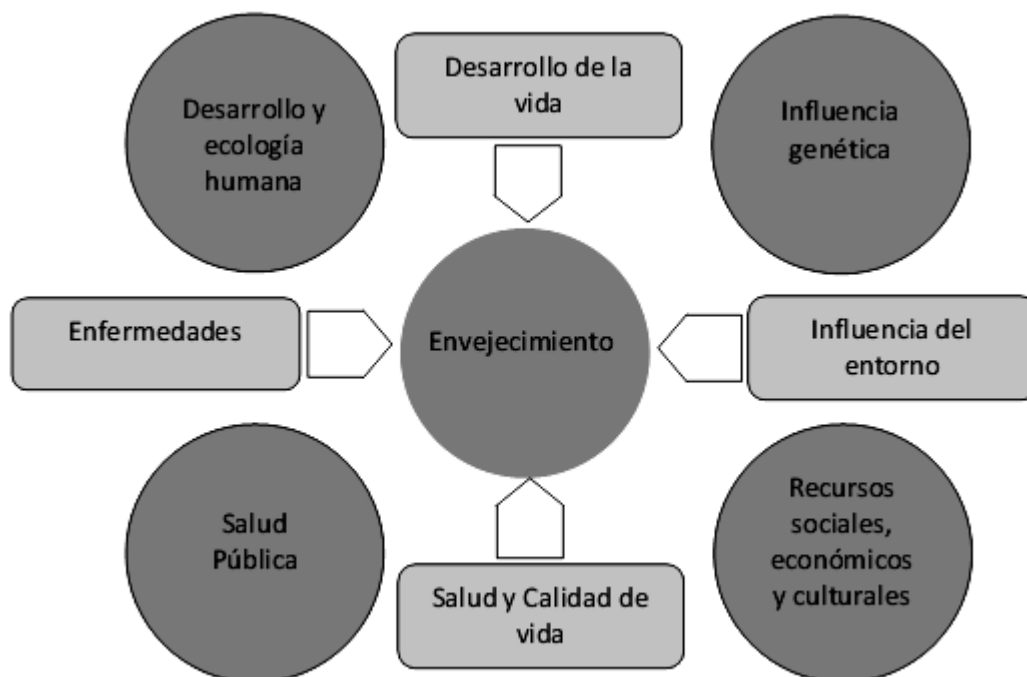 Desarrollo y
ecología
humana
Desarrollo de la
vida
Influencia
genética
Enfermedades
Envejecimiento
Influencia del
entorno
Salud
Pública
Salud y Calidad de
vida
Recursos
sociales,
económicos
y culturales